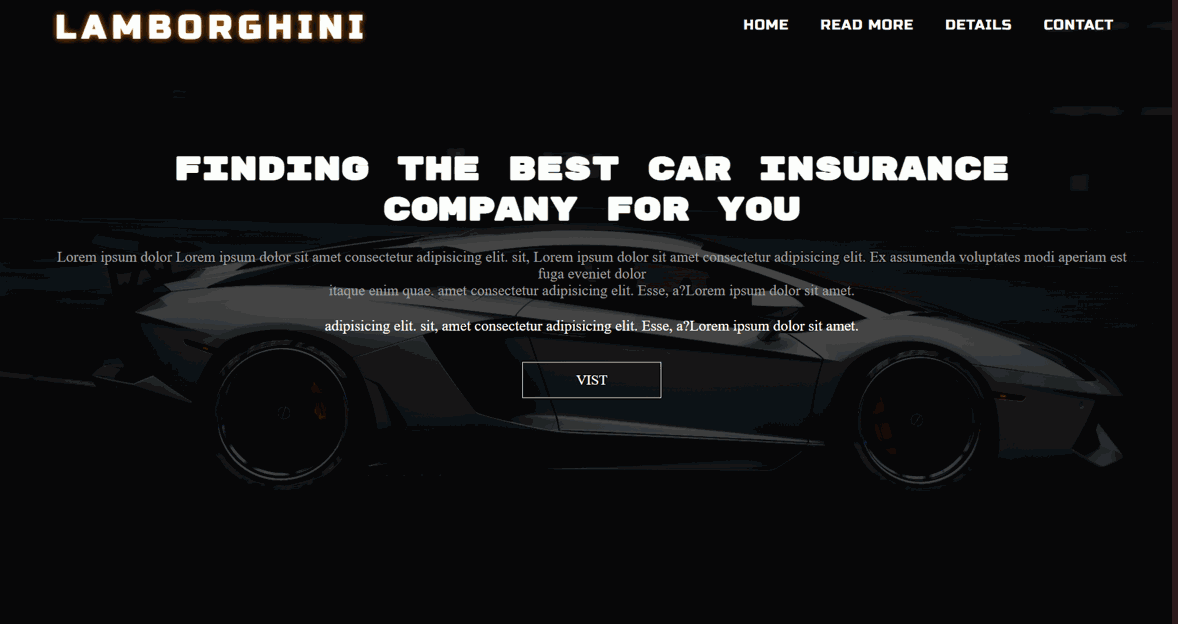 LAMBORGHINI
HOME READ MORE DETAILS CONTACT
FINDING THE BEST CAR INSURANCE
COMPANY FOR YOU
Lorem ipsum dolor Lorem ipsum dolor sit amet consectetur adipisicing elit. sit, Lorem ipsum dolor sit amet consectetur adipisicing elit. Ex assumenda voluptates modi aperiam est
fuga eveniet dolor
itaque enim quae. amet consectetur adipisicing elit. Esse, a?Lorem ipsum dolor sit amet.
adipisicing elit. sit, amet consectetur adipisicing elit. Esse, a?Lorem ipsum dolor sit amet.
VIST